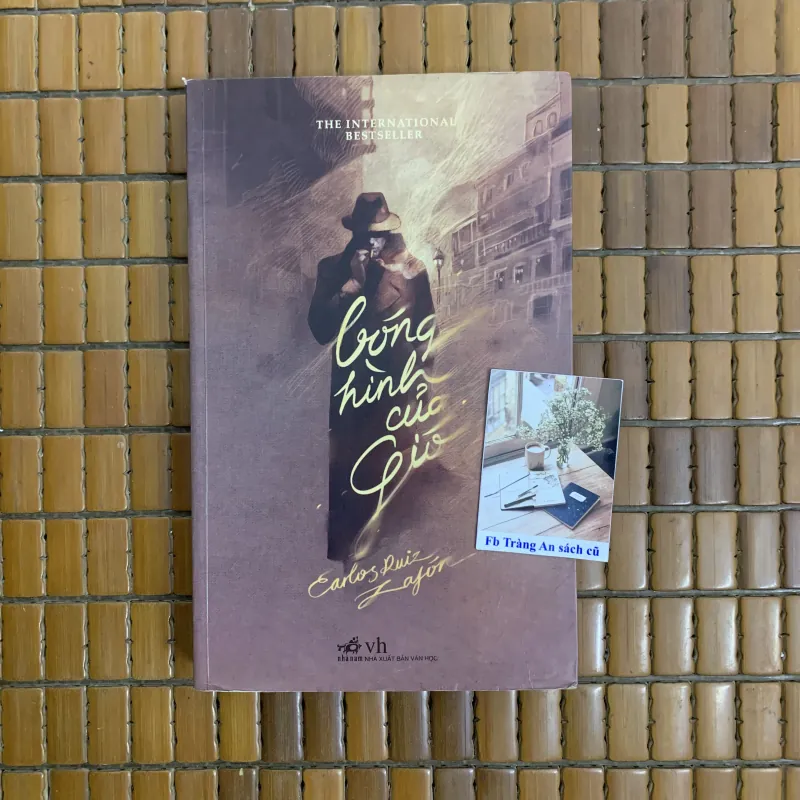 THE INTERNATIONAL
BESTSELLER
bóng
hình
của
gió
Carlos Ruiz
Zafón
vh
nhã nam NHÀ XUẤT BẢN VĂN HỌC
Fb Tràng An sách cũ